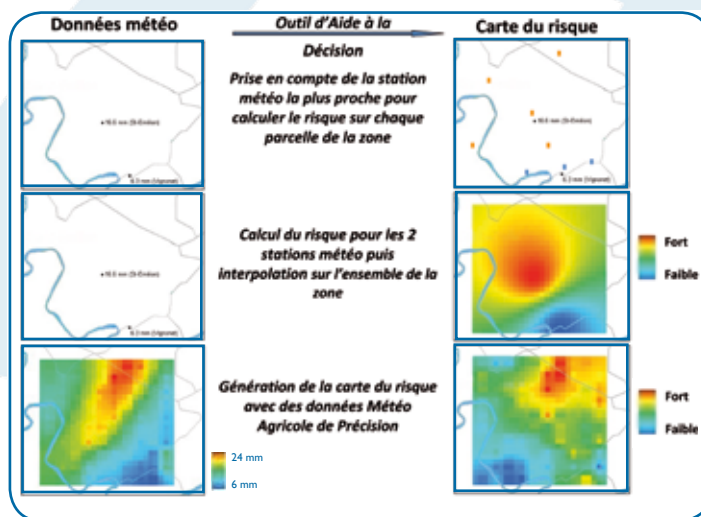 Données météo
Outil d'Aide à la
Décision
Carte du risque
Prise en compte de la station
météo la plus proche pour
calculer le risque sur chaque
parcelle de la zone
Calcul du risque pour les 2
stations météo puis
interpolation sur l'ensemble de la
zone
Fort
Faible
Génération de la carte du risque
avec des données Météo
Agricole de Précision
24 mm
6 mm
Fort
Faible